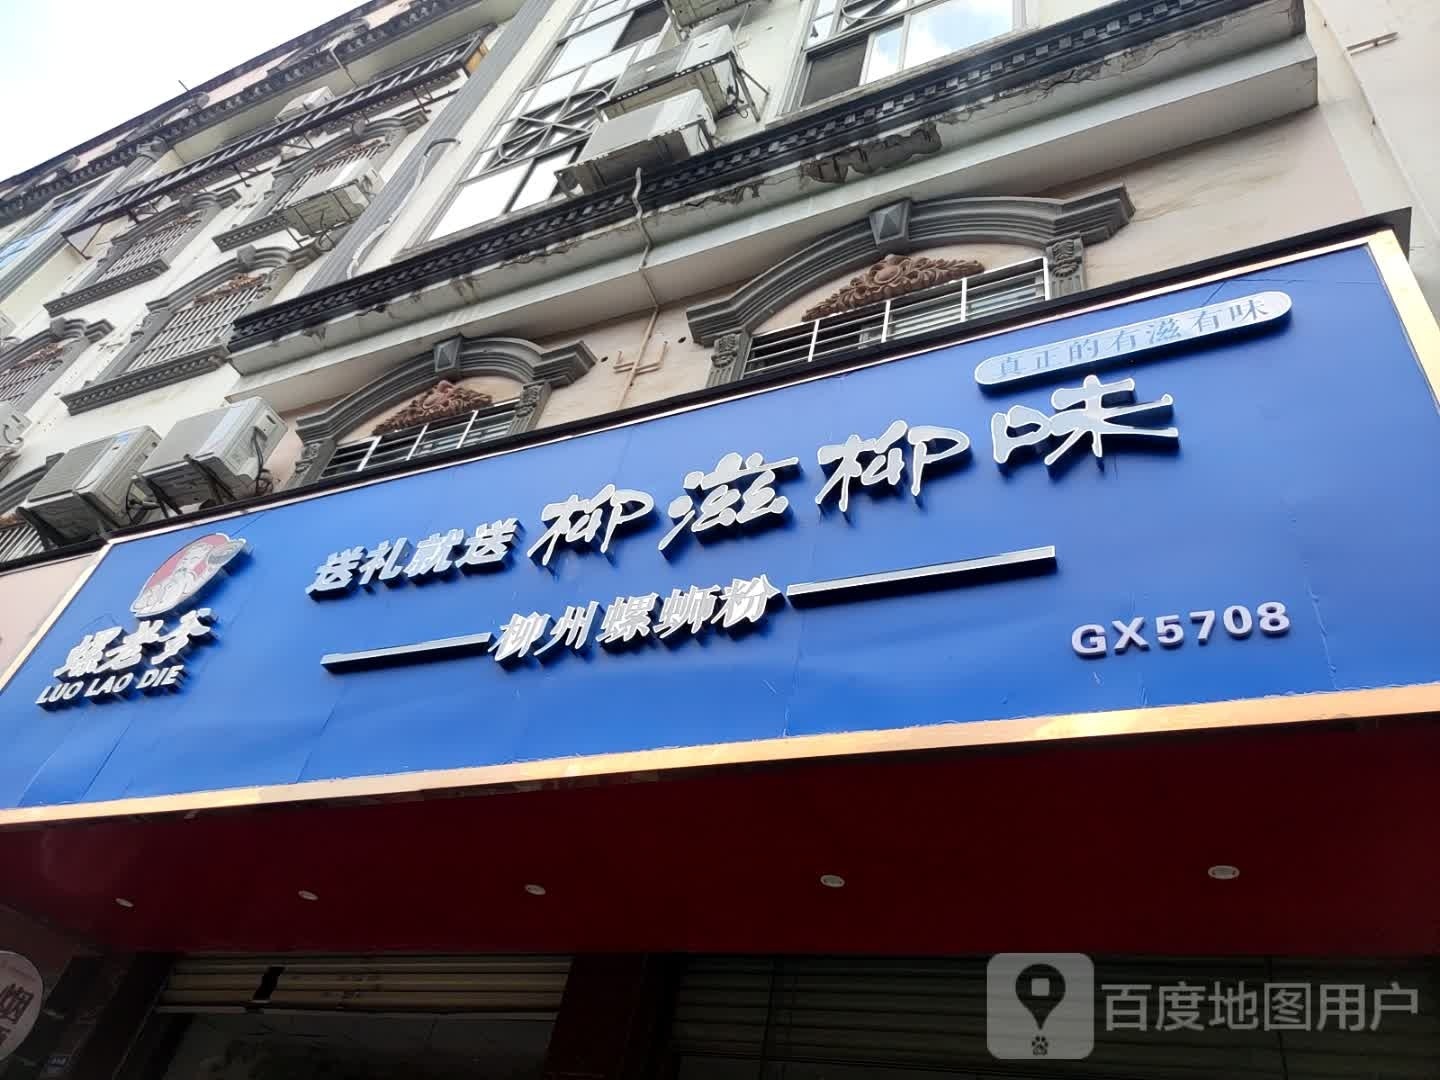 真正的有滋有味
送礼就送 柳滋柳味
柳州螺蛳粉
螺老爹
LUO LAO DIE
GX5708
烟
百度地图用户